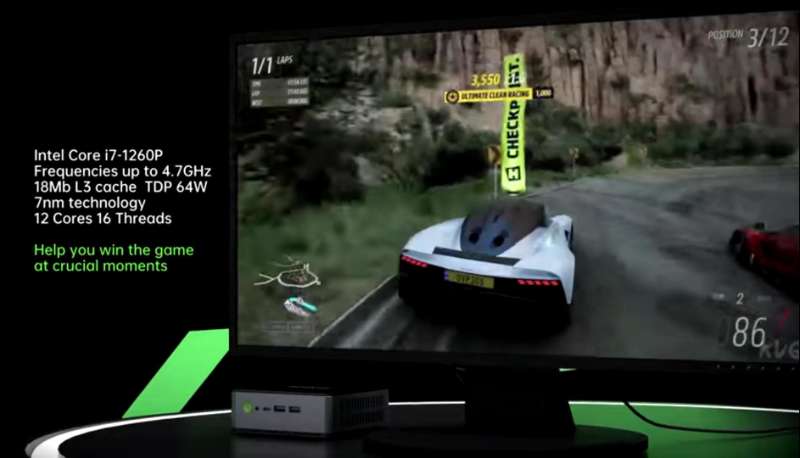 Intel Core i7-1260P
Frequencies up to 4.7GHz
18Mb L3 cache TDP 64W
7nm technology
12 Cores 16 Threads
Help you win the game
at crucial moments
1/1 LAPS
POSITION 3/12
3,550
ULTIMATE CLEAN RACING 1,000
CHECKPOINT.
2
86